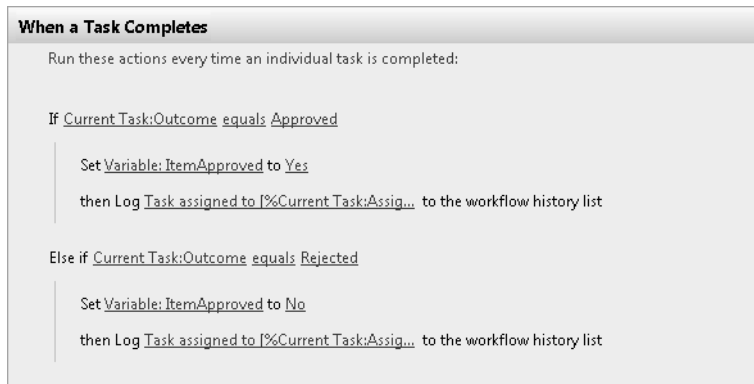 When a Task Completes
Run these actions every time an individual task is completed:
If Current Task:Outcome equals Approved
Set Variable: ItemApproved to Yes
then Log Task assigned to [%Current Task:Assig... to the workflow history list
Else if Current Task:Outcome equals Rejected
Set Variable: ItemApproved to No
then Log Task assigned to [%Current Task:Assig... to the workflow history list